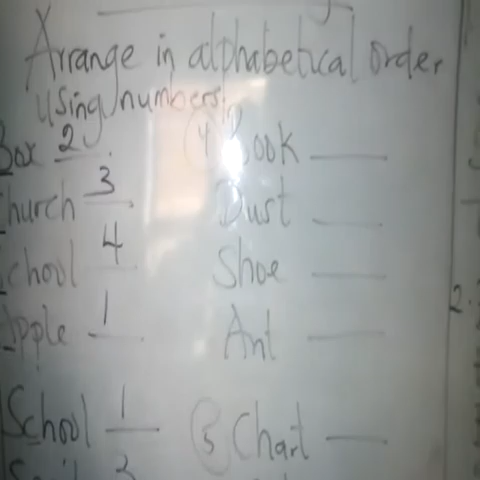 Arrange in alphabetical order
using numbers.
Box 2 (4) Book
Church 3 Dust
School 4 Shoe
Apple 1 Ant
School 1 (5) Chart